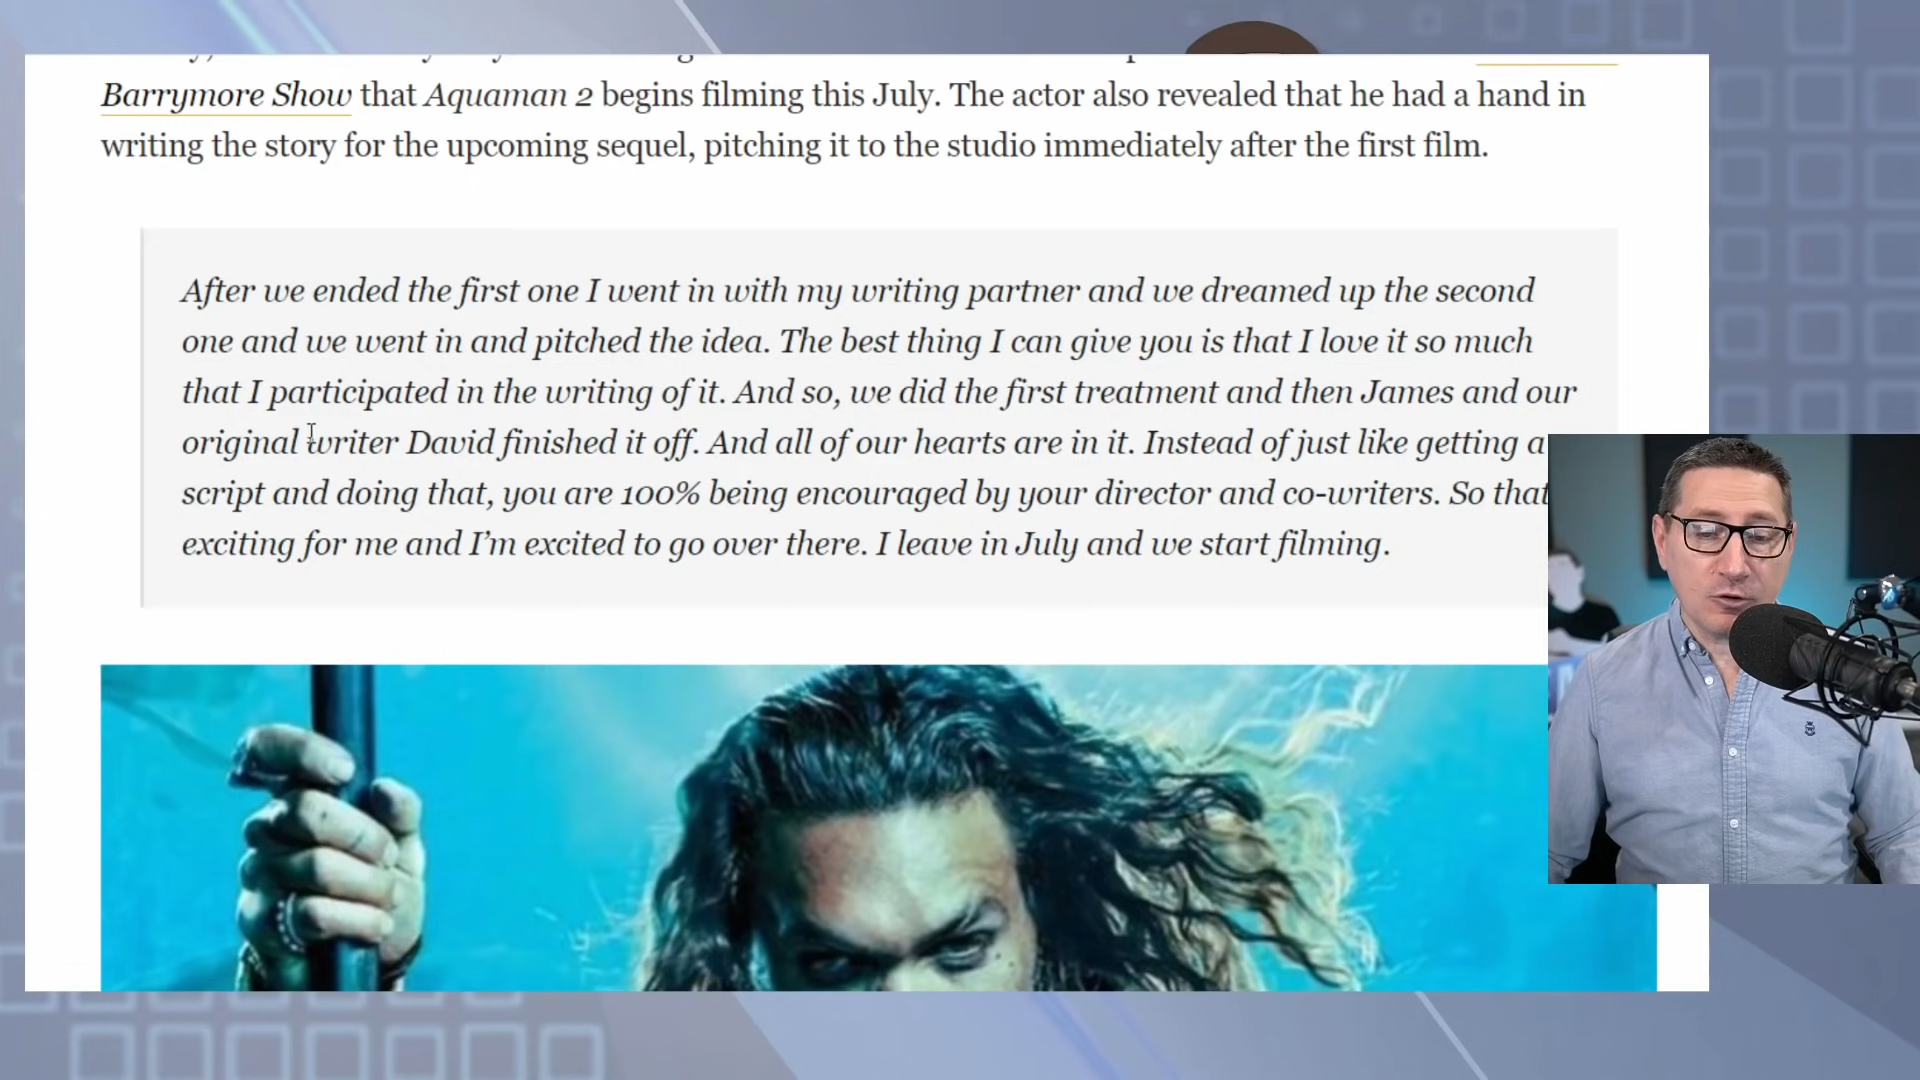 Barrymore Show that Aquaman 2 begins filming this July. The actor also revealed that he had a hand in
writing the story for the upcoming sequel, pitching it to the studio immediately after the first film.
After we ended the first one I went in with my writing partner and we dreamed up the second
one and we went in and pitched the idea. The best thing I can give you is that I love it so much
that I participated in the writing of it. And so, we did the first treatment and then James and our
original writer David finished it off. And all of our hearts are in it. Instead of just like getting a
script and doing that, you are 100% being encouraged by your director and co-writers. So that
exciting for me and I’m excited to go over there. I leave in July and we start filming.